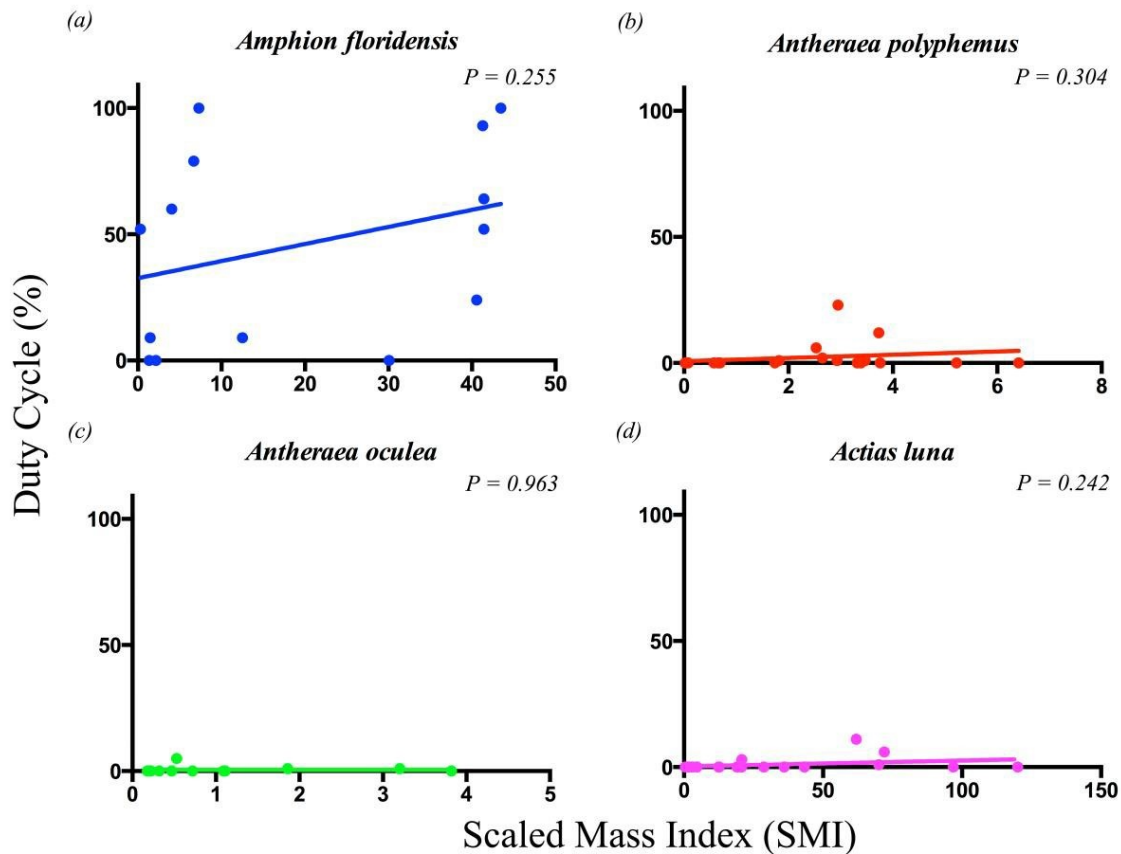 (a)
Amphion floridensis
P = 0.255
100
50
0
0 10 20 30 40 50
(b)
Antheraea polyphemus
P = 0.304
100
50
0
0 2 4 6 8
(c)
Antheraea oculea
P = 0.963
100
50
0
0 1 2 3 4 5
(d)
Actias luna
P = 0.242
100
50
0
0 50 100 150
Duty Cycle (%)
Scaled Mass Index (SMI)